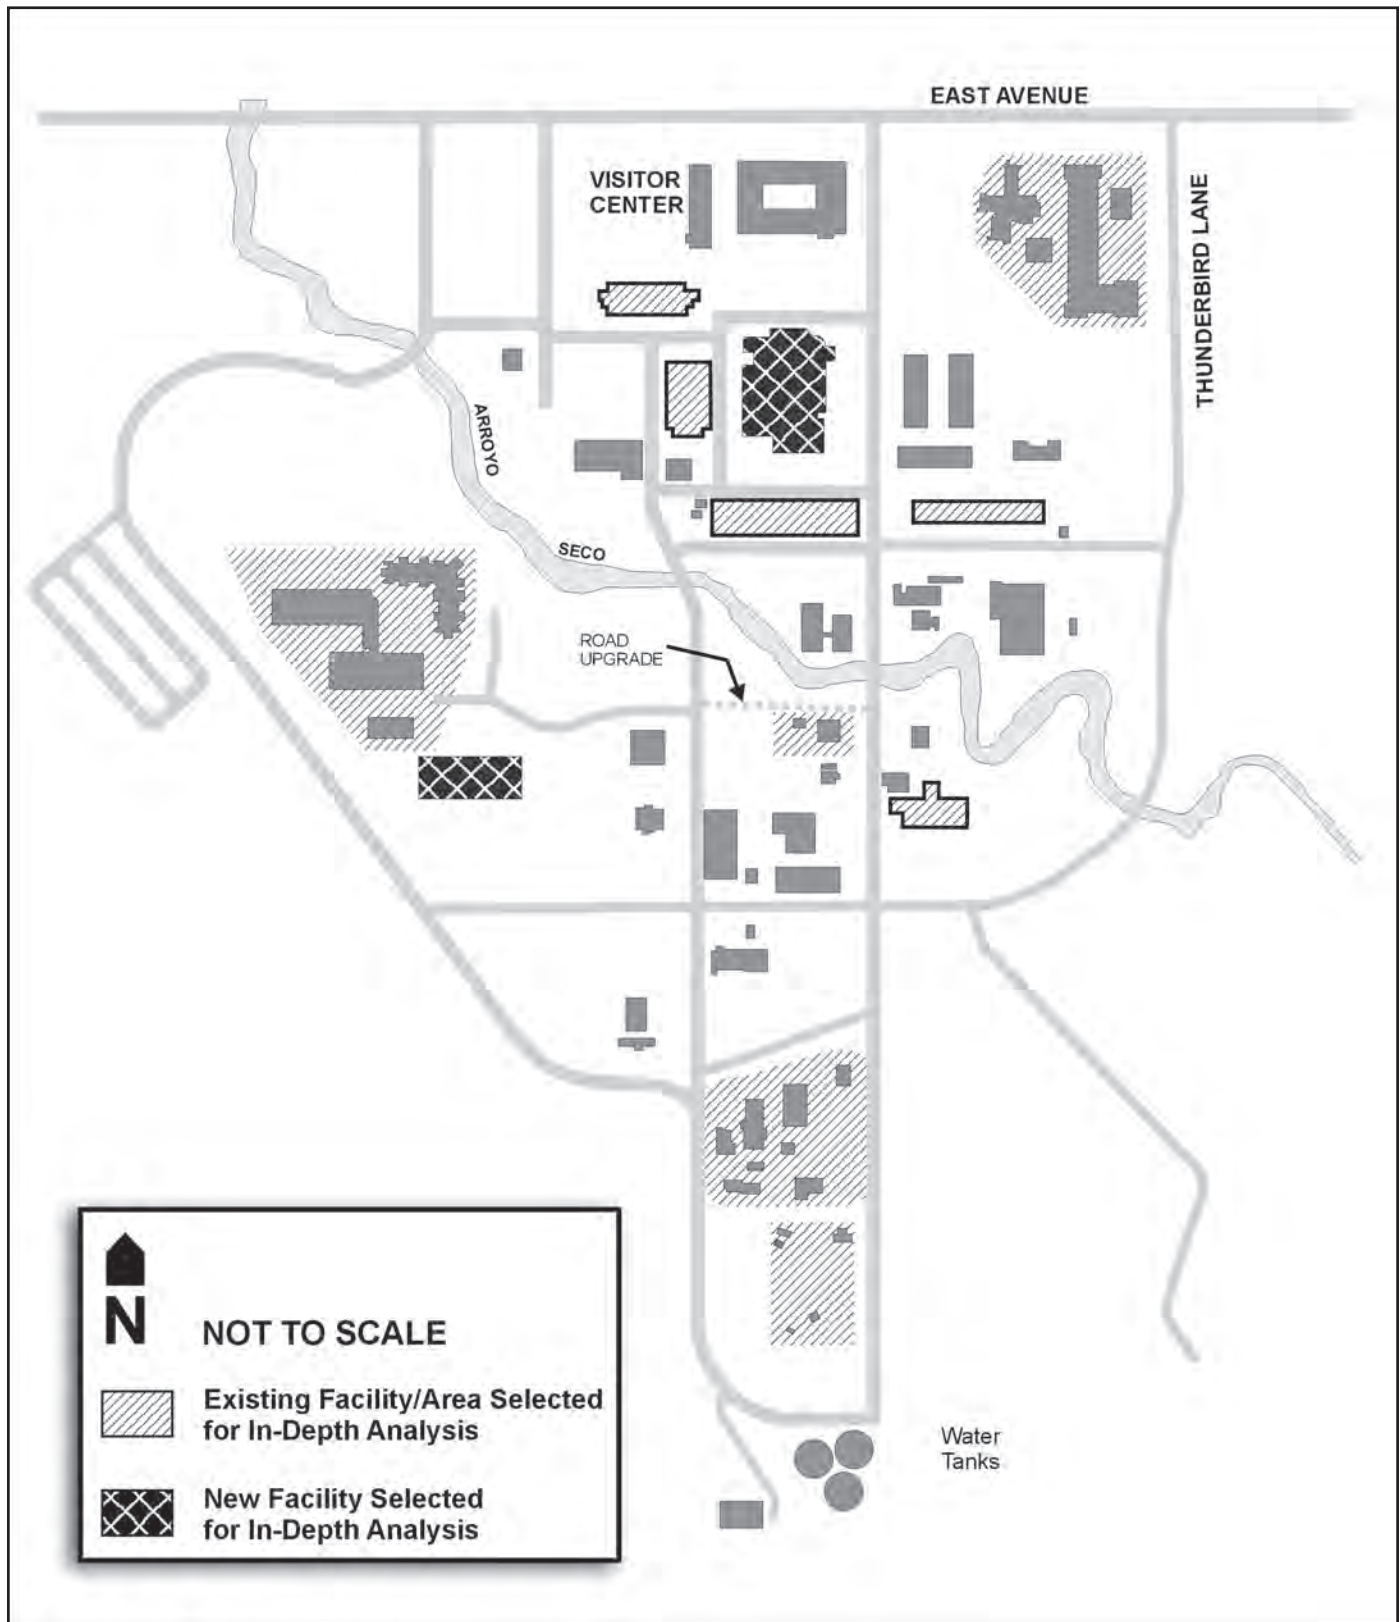 EAST AVENUE
VISITOR
CENTER
THUNDERBIRD LANE
ARROYO
SECO
ROAD
UPGRADE
N
NOT TO SCALE
Existing Facility/Area Selected
for In-Depth Analysis
New Facility Selected
for In-Depth Analysis
Water
Tanks